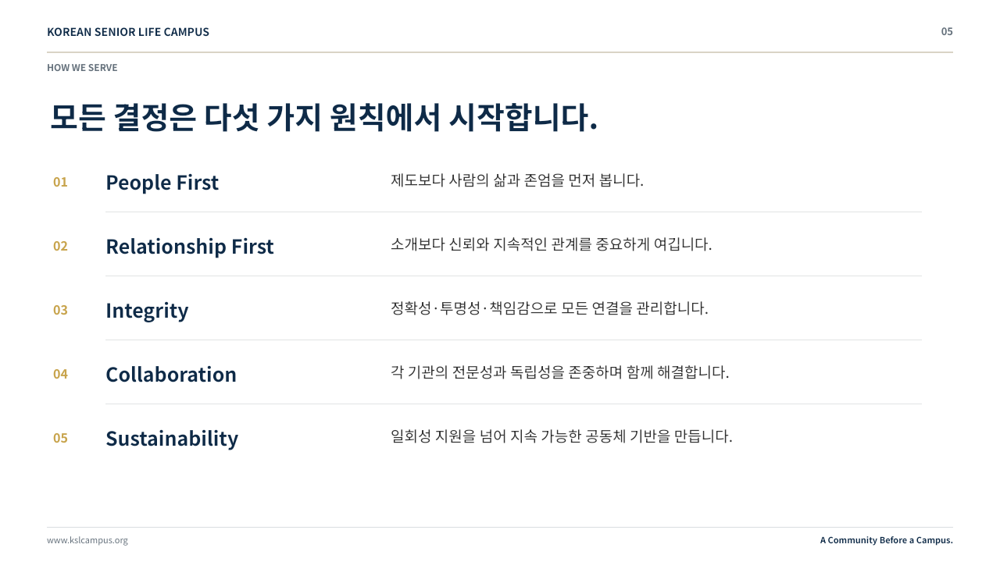 KOREAN SENIOR LIFE CAMPUS
05
HOW WE SERVE
모든 결정은 다섯 가지 원칙에서 시작합니다.
01 People First 제도보다 사람의 삶과 존엄을 먼저 봅니다.
02 Relationship First 소개보다 신뢰와 지속적인 관계를 중요하게 여깁니다.
03 Integrity 정확성·투명성·책임감으로 모든 연결을 관리합니다.
04 Collaboration 각 기관의 전문성과 독립성을 존중하며 함께 해결합니다.
05 Sustainability 일회성 지원을 넘어 지속 가능한 공동체 기반을 만듭니다.
www.kslcampus.org
A Community Before a Campus.